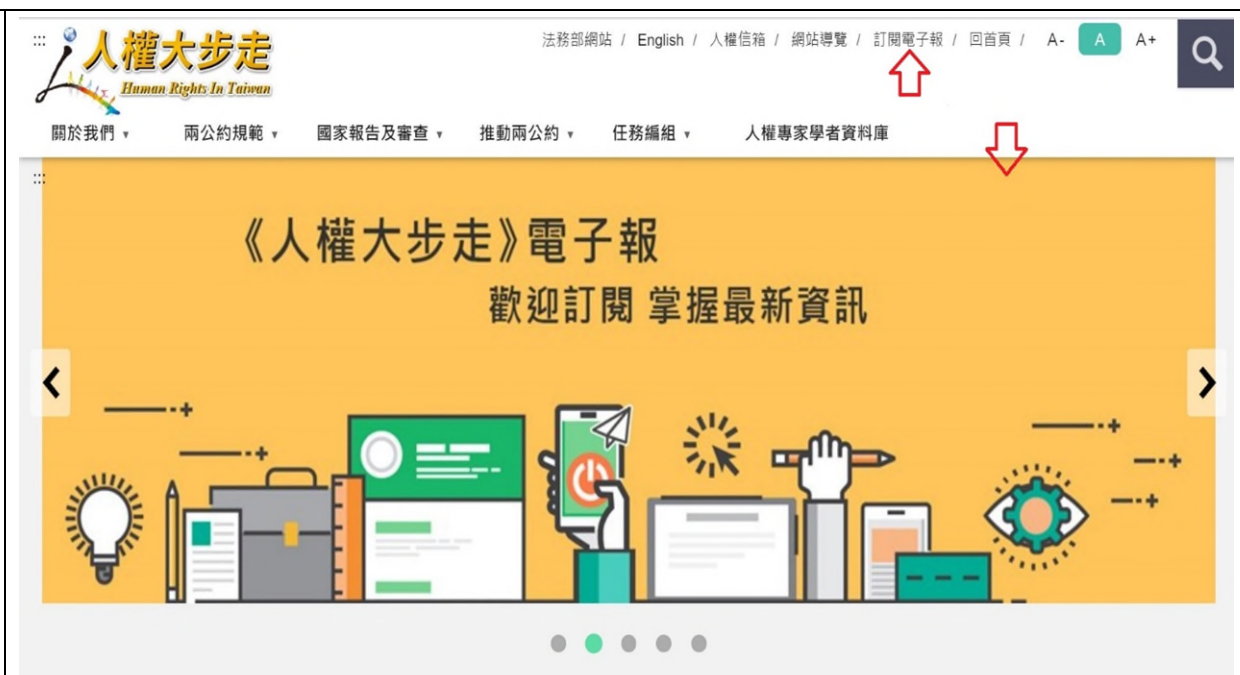 :::
人權大步走
Human Rights In Taiwan
法務部網站 / English / 人權信箱 / 網站導覽 / 訂閱電子報 / 回首頁 / A- A A+
關於我們 兩公約規範 國家報告及審查 推動兩公約 任務編組 人權專家學者資料庫
:::
《人權大步走》電子報
歡迎訂閱 掌握最新資訊